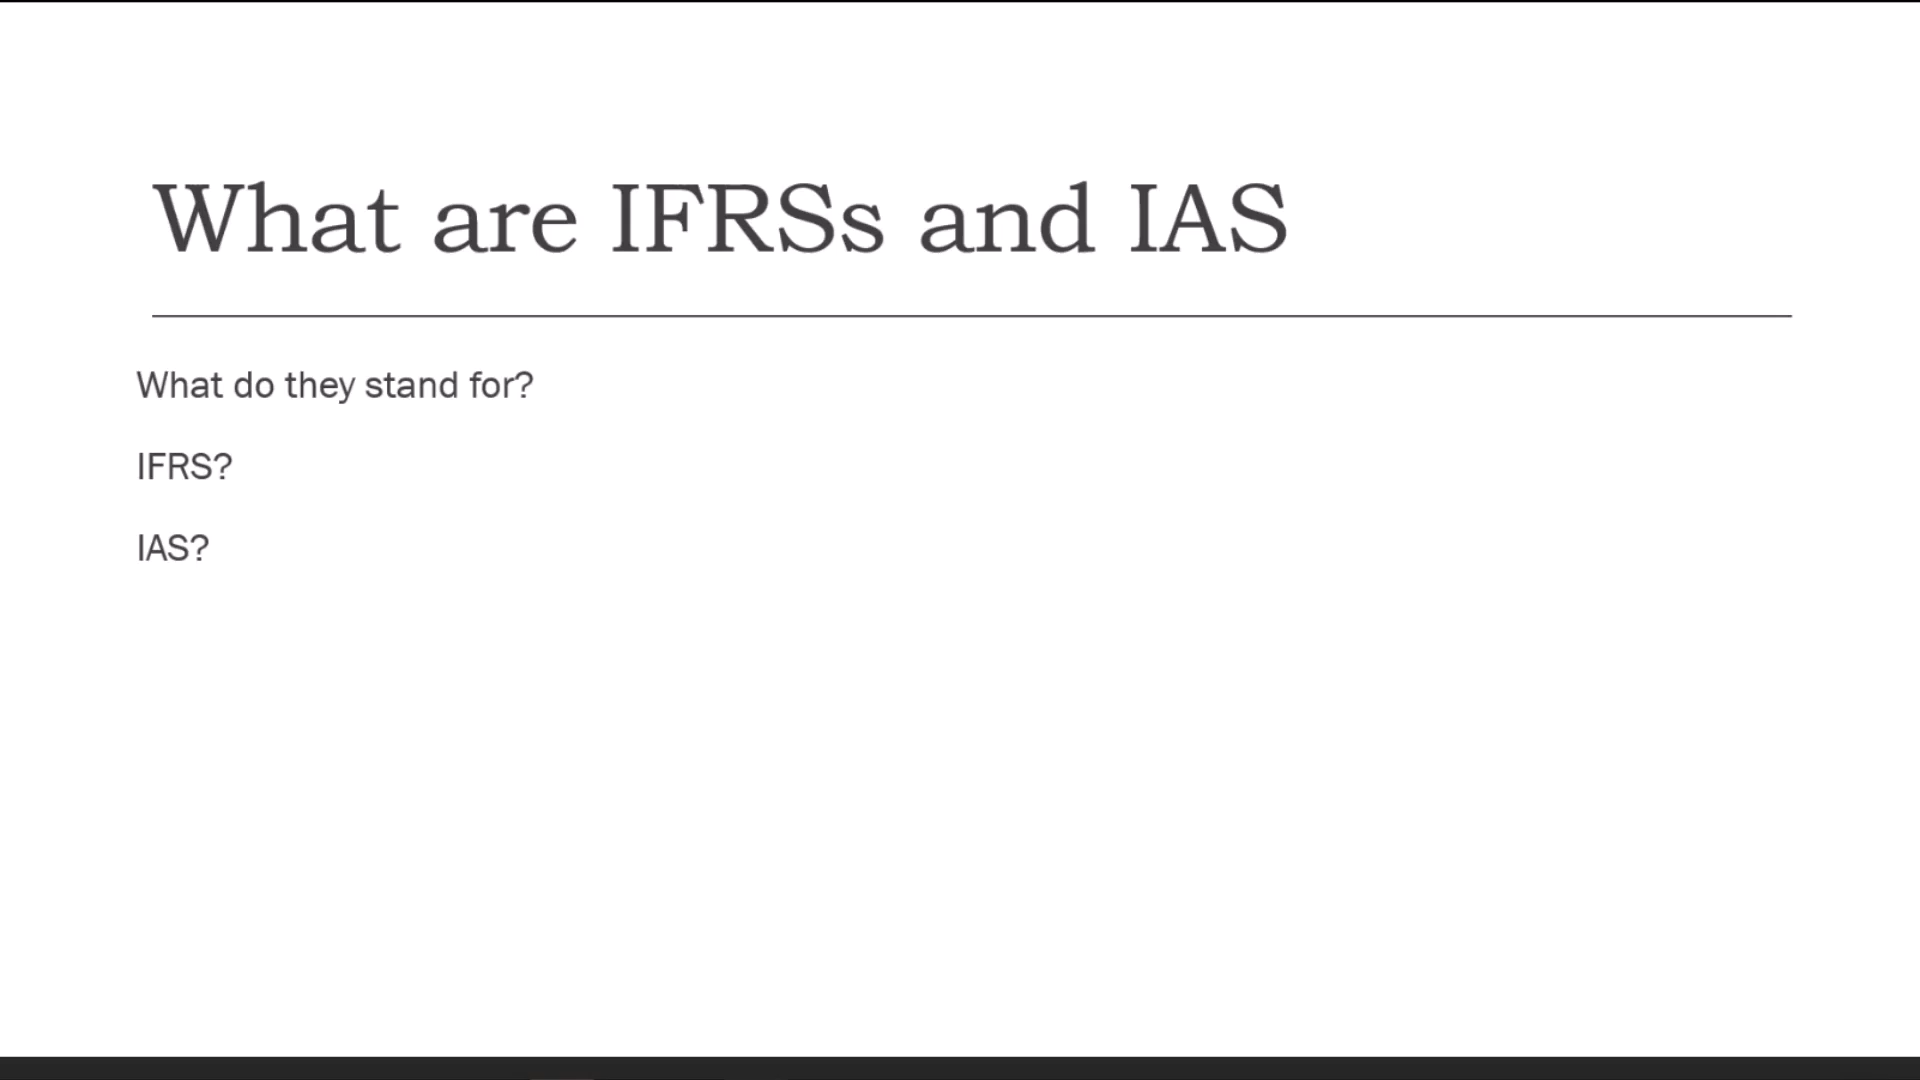 What are IFRSs and IAS
What do they stand for?
IFRS?
IAS?